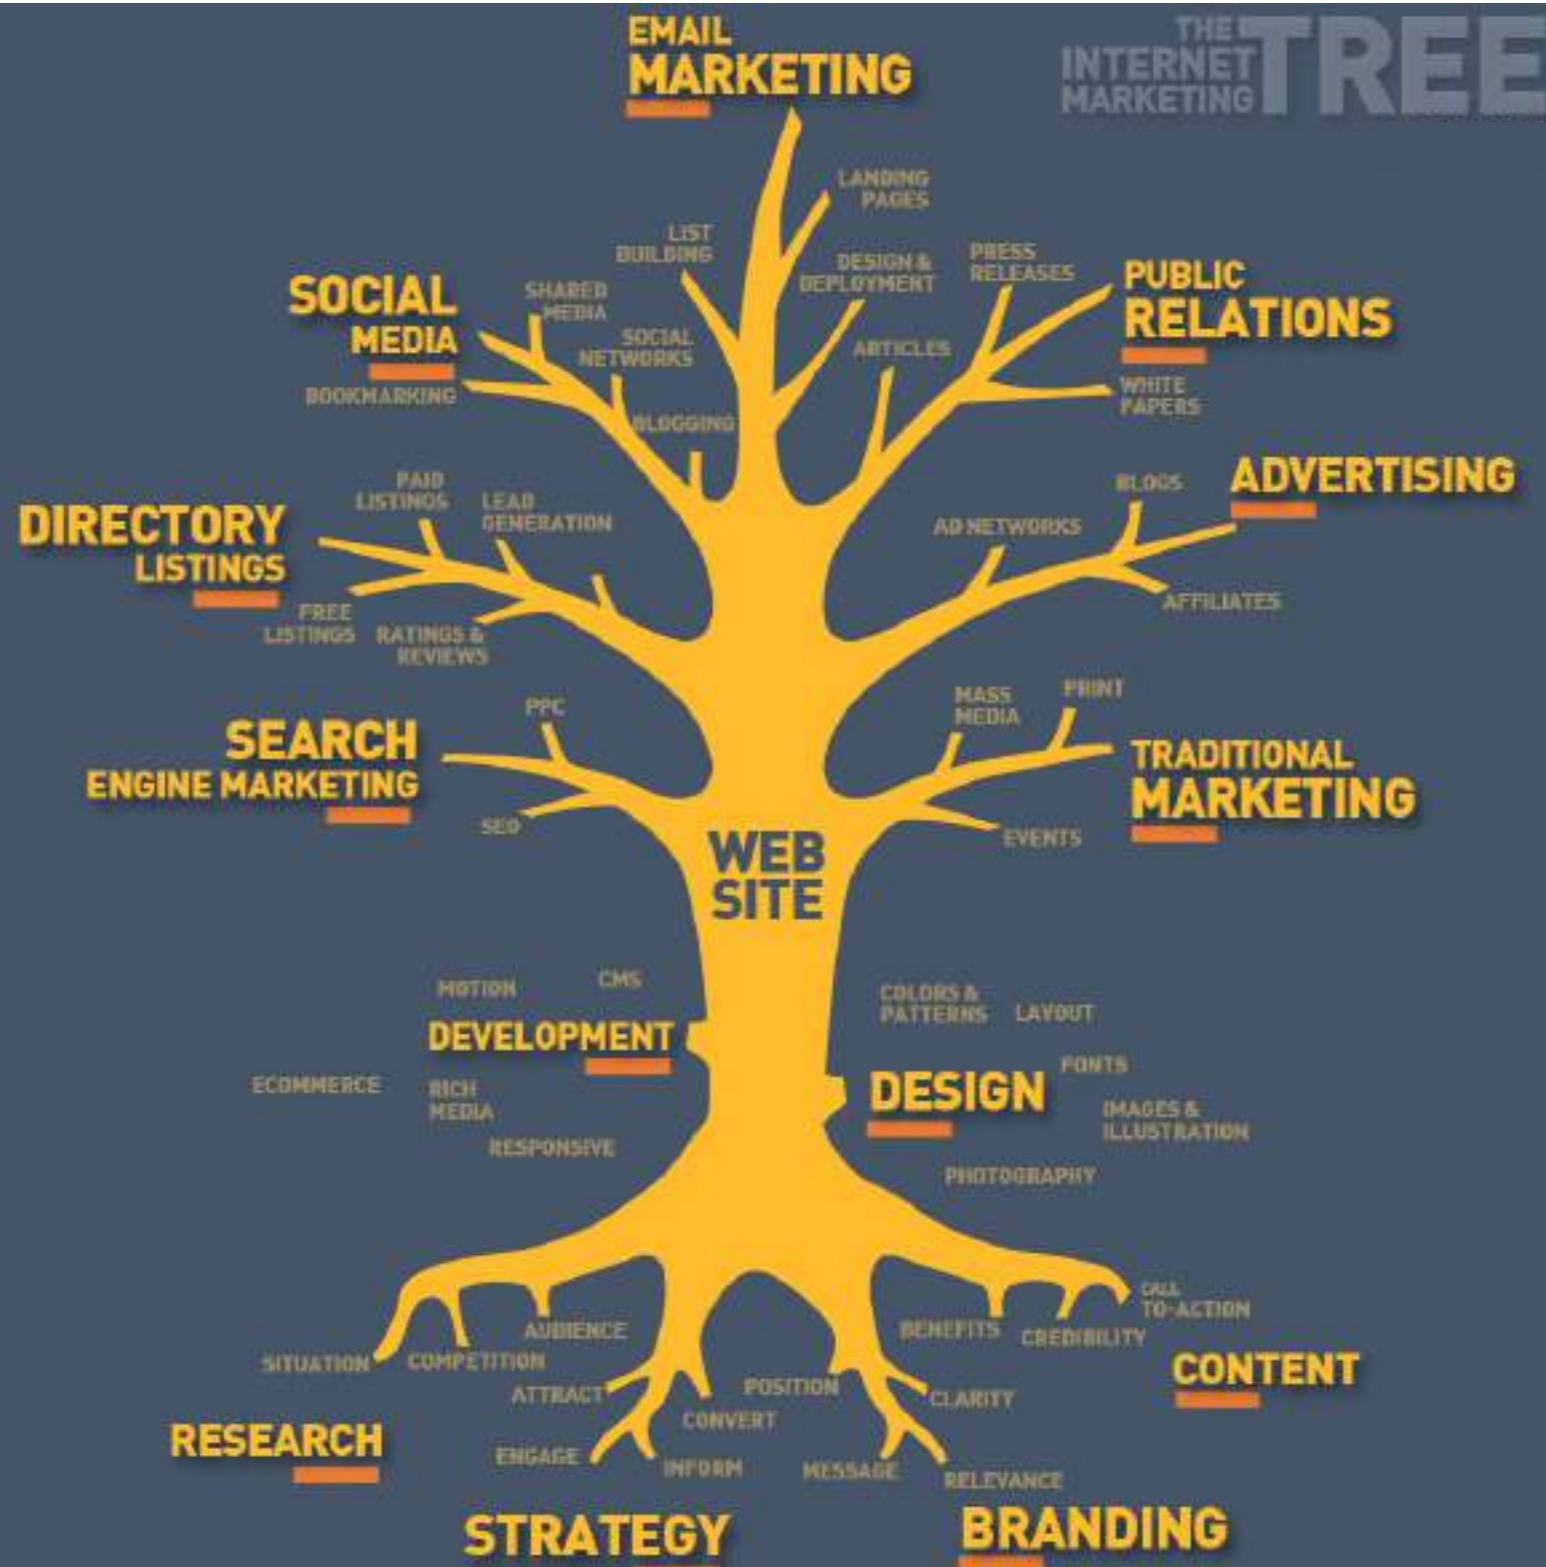 EMAIL
MARKETING
THE
INTERNET
MARKETING
TREE
LANDING
PAGES
LIST
BUILDING
DESIGN &
DEPLOYMENT
PRESS
RELEASES
PUBLIC
RELATIONS
SOCIAL
MEDIA
SHARED
MEDIA
SOCIAL
NETWORKS
ARTICLES
BOOKMARKING
WHITE
PAPERS
BLOGGING
DIRECTORY
LISTINGS
PAID
LISTINGS
LEAD
GENERATION
FREE
LISTINGS
RATINGS &
REVIEWS
ADVERTISING
BLOGS
AD NETWORKS
AFFILIATES
SEARCH
ENGINE MARKETING
PPC
SEO
MASS
MEDIA
PRINT
TRADITIONAL
MARKETING
EVENTS
WEB
SITE
MOTION
CMS
DEVELOPMENT
ECOMMERCE
RICH
MEDIA
RESPONSIVE
COLORS &
PATTERNS
LAYOUT
FONTS
DESIGN
IMAGES &
ILLUSTRATION
PHOTOGRAPHY
SITUATION
COMPETITION
AUDIENCE
RESEARCH
ATTRACT
CONVERT
ENGAGE
INFORM
STRATEGY
POSITION
CLARITY
MESSAGE
RELEVANCE
BRANDING
BENEFITS
CREDIBILITY
CALL
TO-ACTION
CONTENT